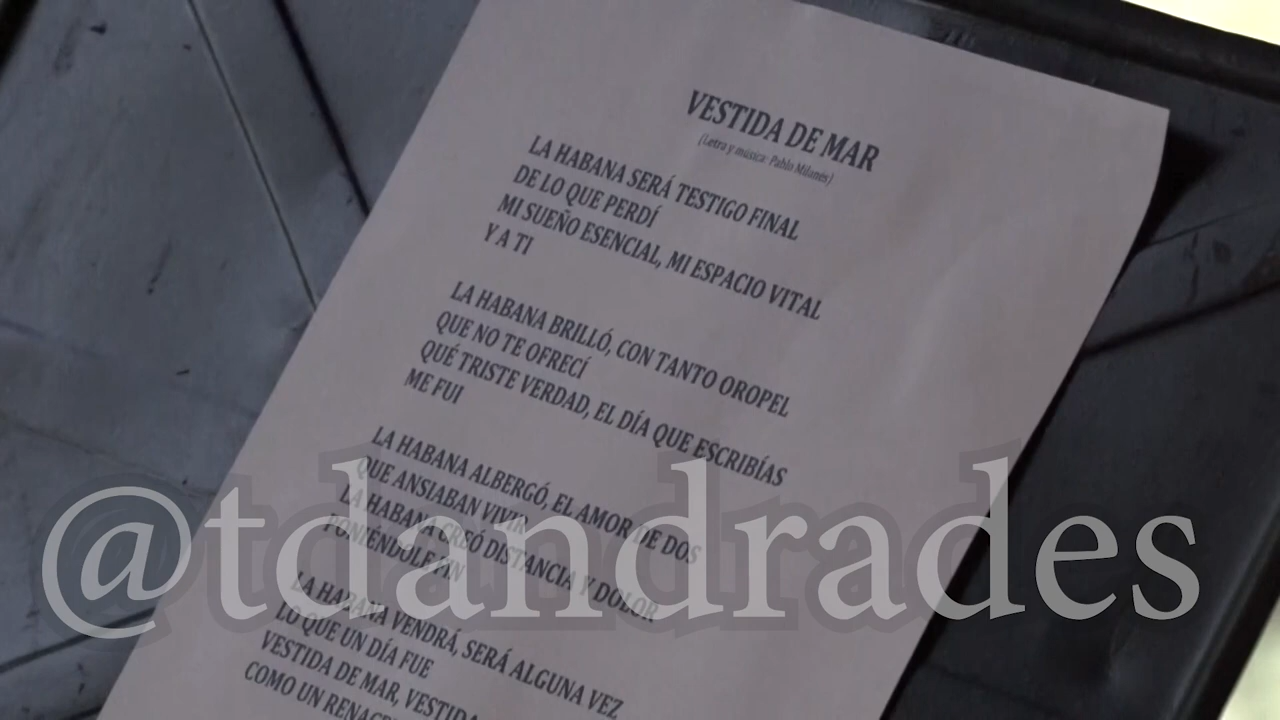 VESTIDA DE MAR
(Letra y música: Pablo Milanés)
LA HABANA SERÁ TESTIGO FINAL
DE LO QUE PERDÍ
MI SUEÑO ESENCIAL, MI ESPACIO VITAL
Y A TI
LA HABANA BRILLÓ, CON TANTO OROPEL
QUE NO TE OFRECÍ
QUÉ TRISTE VERDAD, EL DÍA QUE ESCRIBÍAS
ME FUI
LA HABANA ALBERGÓ, EL AMOR DE DOS
QUE ANSIABAN VIVIR
LA HABANA CREÓ DISTANCIA Y DOLOR
PONIÉNDOLE FIN
LA HABANA VENDRÁ, SERÁ ALGUNA VEZ
LO QUE UN DÍA FUE
VESTIDA DE MAR, VESTIDA
COMO UN
@tdandrades